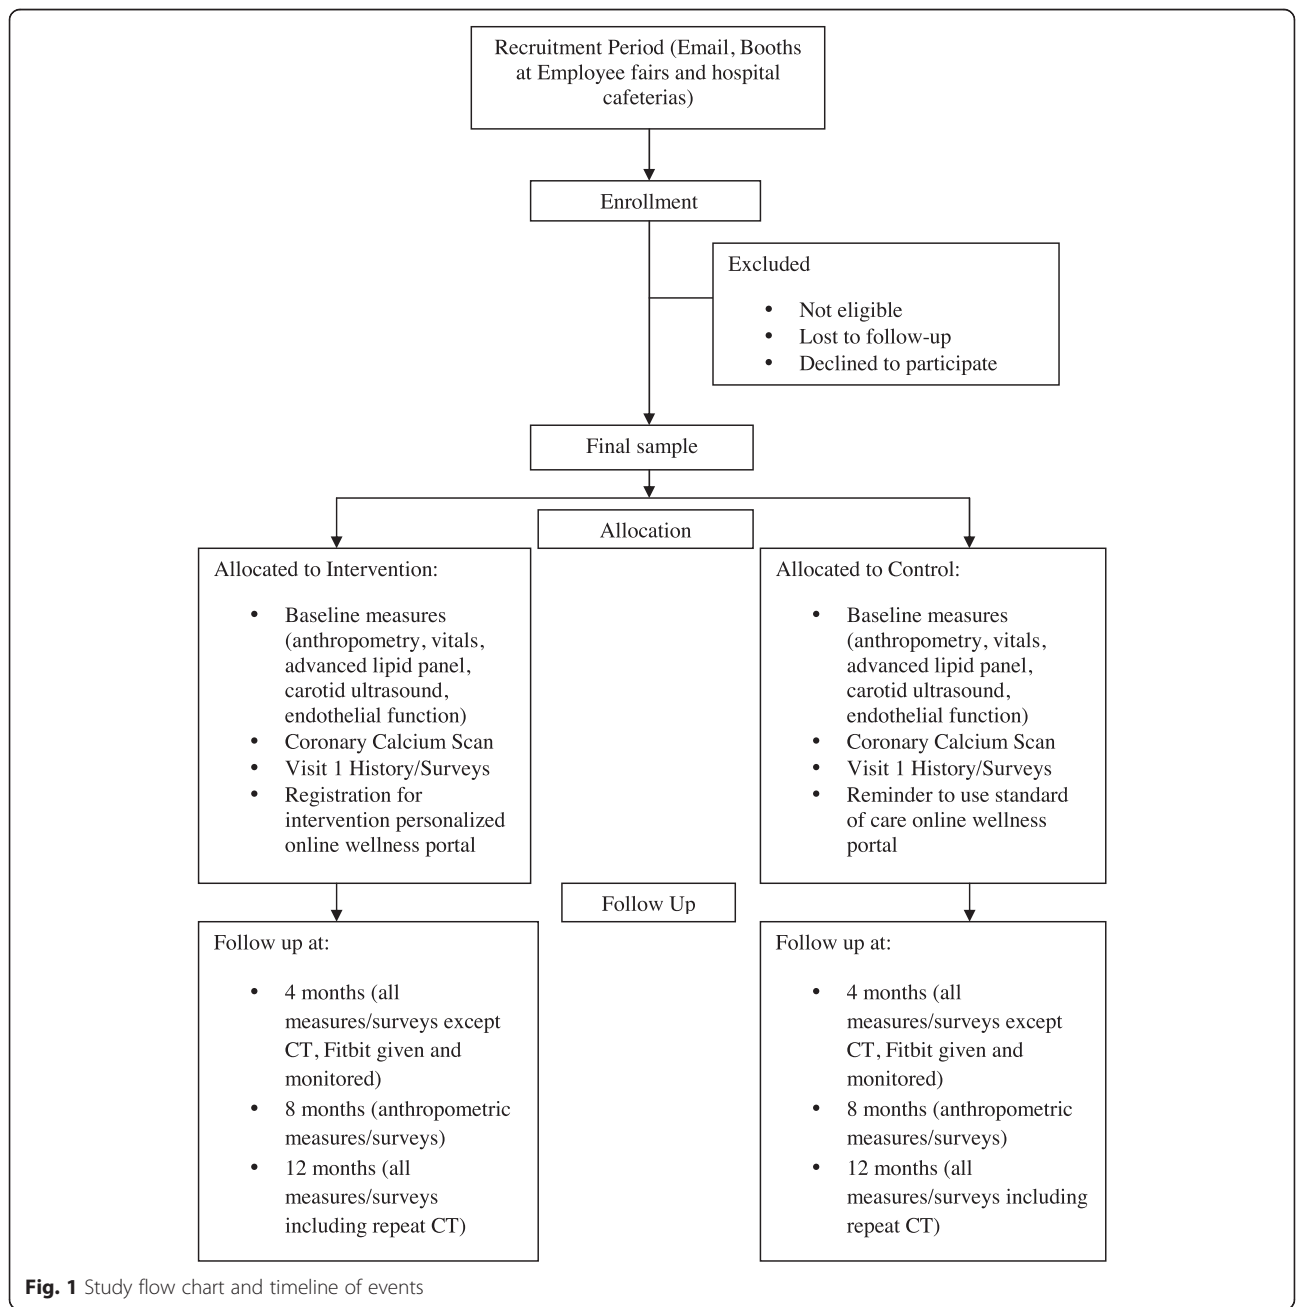 Recruitment Period (Email, Booths
at Employee fairs and hospital
cafeterias)
Enrollment
Excluded
• Not eligible
• Lost to follow-up
• Declined to participate
Final sample
Allocation
Allocated to Intervention:
• Baseline measures
(anthropometry, vitals,
advanced lipid panel,
carotid ultrasound,
endothelial function)
• Coronary Calcium Scan
• Visit 1 History/Surveys
• Registration for
intervention personalized
online wellness portal
Allocated to Control:
• Baseline measures
(anthropometry, vitals,
advanced lipid panel,
carotid ultrasound,
endothelial function)
• Coronary Calcium Scan
• Visit 1 History/Surveys
• Reminder to use standard
of care online wellness
portal
Follow Up
Follow up at:
• 4 months (all
measures/surveys except
CT, Fitbit given and
monitored)
• 8 months (anthropometric
measures/surveys)
• 12 months (all
measures/surveys
including repeat CT)
Follow up at:
• 4 months (all
measures/surveys except
CT, Fitbit given and
monitored)
• 8 months (anthropometric
measures/surveys)
• 12 months (all
measures/surveys including
repeat CT)
Fig. 1 Study flow chart and timeline of events